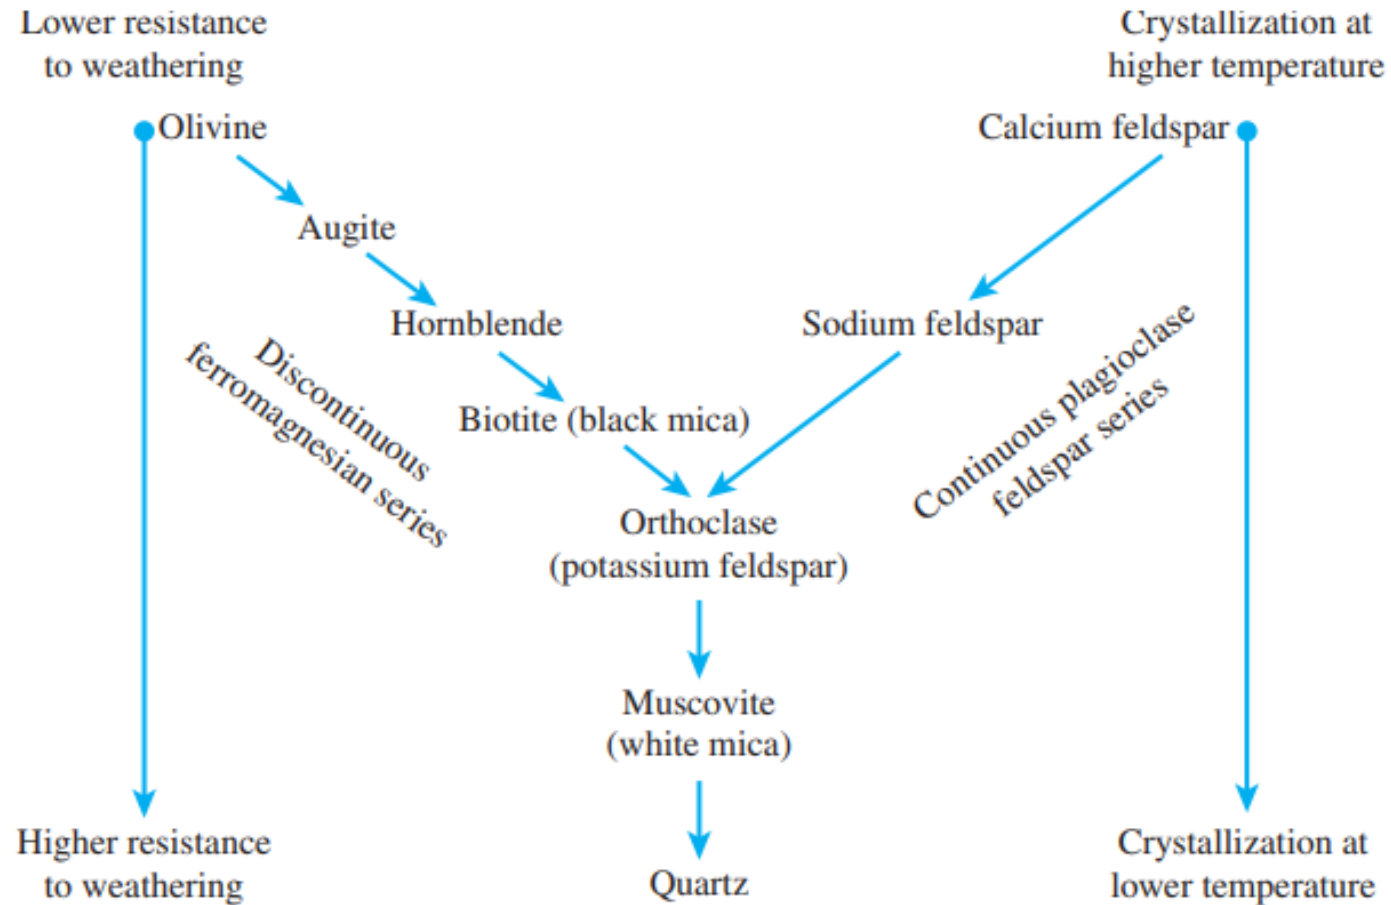 Lower resistance
to weathering
Crystallization at
higher temperature
Olivine
Calcium feldspar
Augite
Hornblende
Sodium feldspar
Discontinuous
ferromagnesian series
Continuous plagioclase
feldspar series
Biotite (black mica)
Orthoclase
(potassium feldspar)
Muscovite
(white mica)
Higher resistance
to weathering
Quartz
Crystallization at
lower temperature